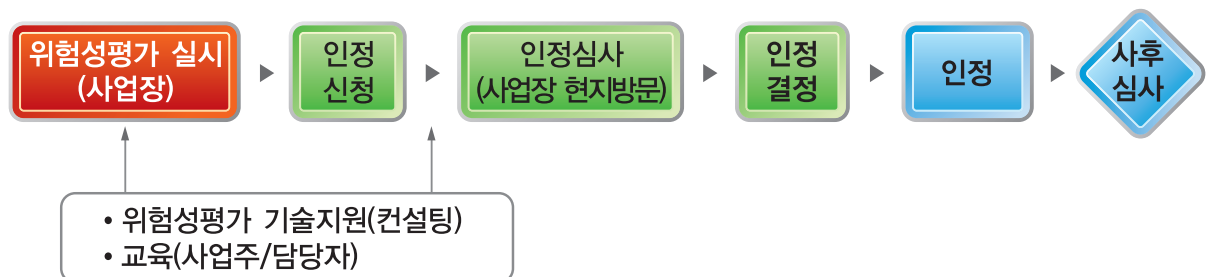 위험성평가 실시
(사업장)
인정
신청
인정심사
(사업장 현지방문)
인정
결정
인정
사후
심사
• 위험성평가 기술지원(컨설팅)
• 교육(사업주/담당자)